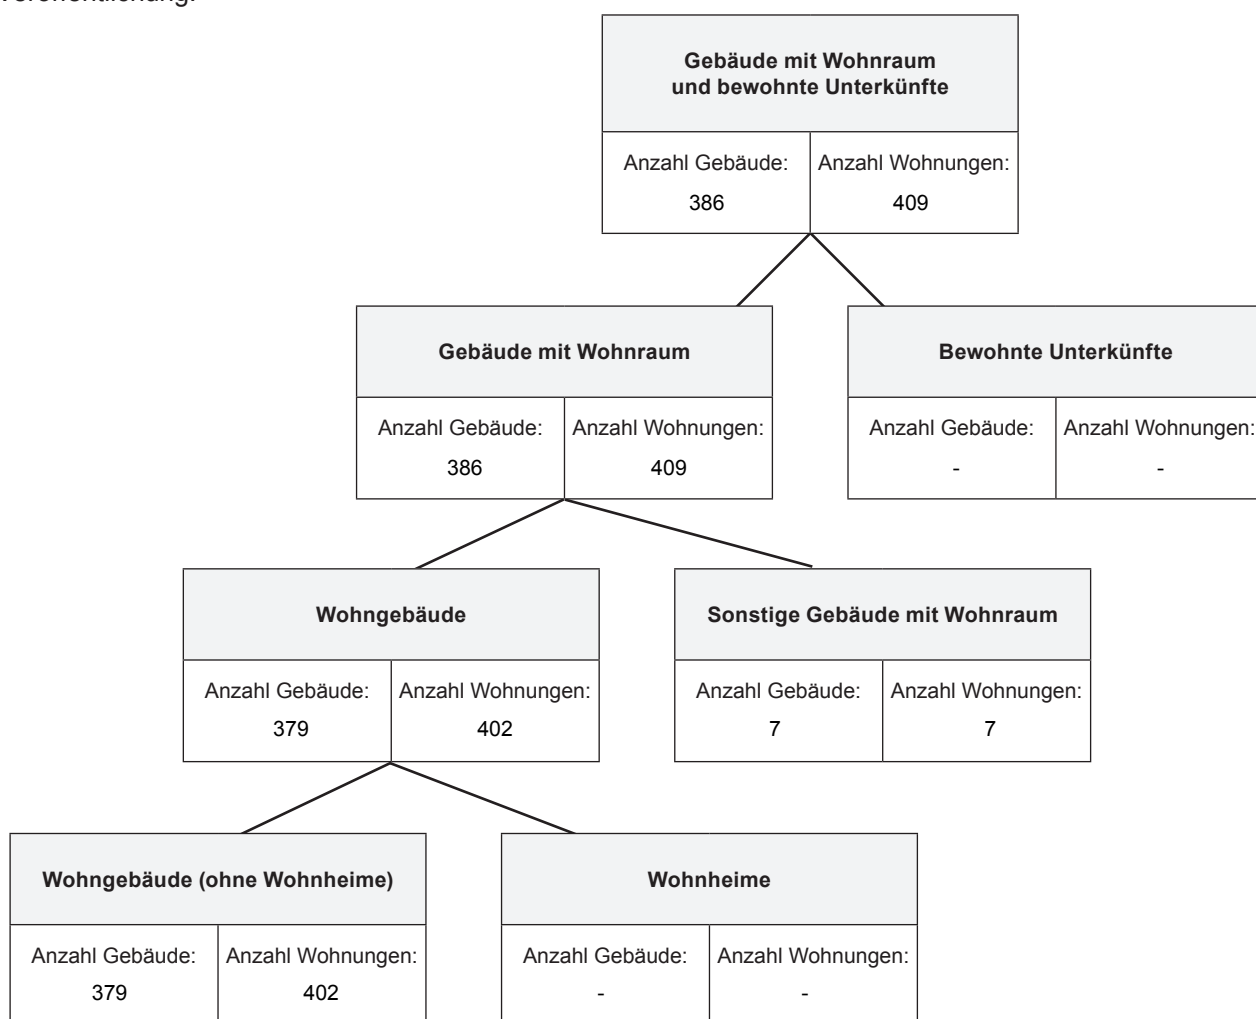 Veröffentlichung.
Gebäude mit Wohnraum
und bewohnte Unterkünfte
Anzahl Gebäude: Anzahl Wohnungen:
386 409
Gebäude mit Wohnraum Bewohnte Unterkünfte
Anzahl Gebäude: Anzahl Wohnungen: Anzahl Gebäude: Anzahl Wohnungen:
386 409 - -
Wohngebäude Sonstige Gebäude mit Wohnraum
Anzahl Gebäude: Anzahl Wohnungen: Anzahl Gebäude: Anzahl Wohnungen:
379 402 7 7
Wohngebäude (ohne Wohnheime) Wohnheime
Anzahl Gebäude: Anzahl Wohnungen: Anzahl Gebäude: Anzahl Wohnungen:
379 402 - -